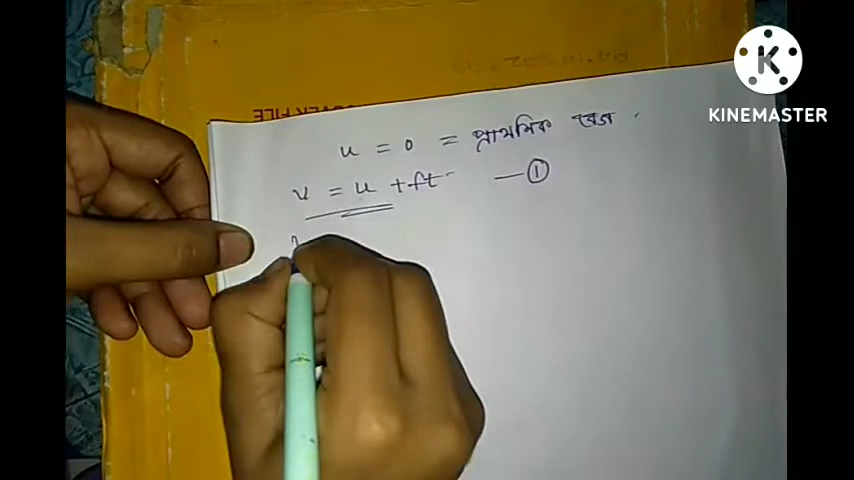 KINEMASTER
u = 0 = প্রাথমিক বেগ .
v = u + ft — ①